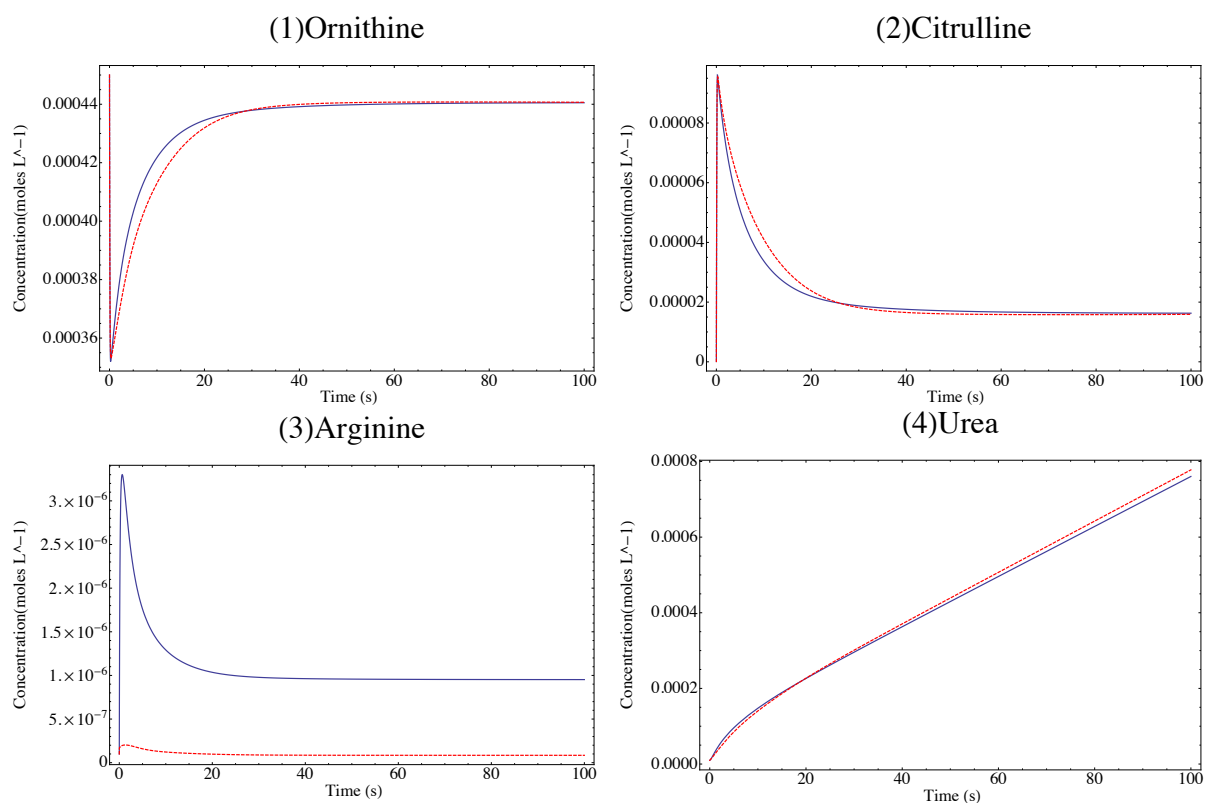 (1)Ornithine
Concentration(moles L^−1)
0.00044
0.00042
0.00040
0.00038
0.00036
0 20 40 60 80 100
Time (s)
(2)Citrulline
Concentration(moles L^−1)
0.00008
0.00006
0.00004
0.00002
0
0 20 40 60 80 100
Time (s)
(3)Arginine
Concentration(moles L^−1)
3.×10⁻⁶
2.5×10⁻⁶
2.×10⁻⁶
1.5×10⁻⁶
1.×10⁻⁶
5.×10⁻⁷
0
0 20 40 60 80 100
Time (s)
(4)Urea
Concentration(moles L^−1)
0.0008
0.0006
0.0004
0.0002
0.0000
0 20 40 60 80 100
Time (s)